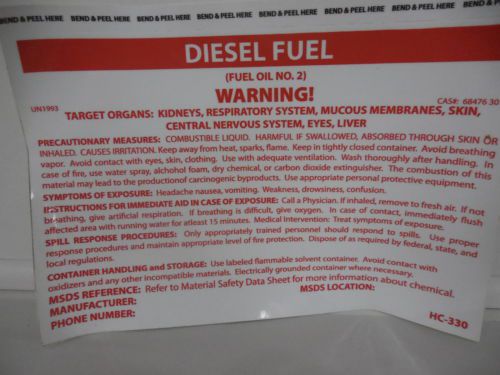 BEND & PEEL HERE BEND & PEEL HERE BEND & PEEL HERE BEND & PEEL HERE BEND & PEEL HERE BEND & PEEL HERE BEND & PEEL HERE
DIESEL FUEL
(FUEL OIL NO. 2)
WARNING!
UN1993
CAS#: 68476 30
TARGET ORGANS: KIDNEYS, RESPIRATORY SYSTEM, MUCOUS MEMBRANES, SKIN,
CENTRAL NERVOUS SYSTEM, EYES, LIVER
PRECAUTIONARY MEASURES: COMBUSTIBLE LIQUID. HARMFUL IF SWALLOWED, ABSORBED THROUGH SKIN OR
INHALED. CAUSES IRRITATION. Keep away from heat, sparks, flame. Keep in tightly closed container. Avoid breathing
vapor. Avoid contact with eyes, skin, clothing. Use with adequate ventilation. Wash thoroughly after handling. In
case of fire, use water spray, alchohol foam, dry chemical, or carbon dioxide extinguisher. The combustion of this
material may lead to the productionof carcinogenic byproducts. Use appropriate personal protective equipment.
SYMPTOMS OF EXPOSURE: Headache nausea, vomiting. Weakness, drowsiness, confusion.
INSTRUCTIONS FOR IMMEDIATE AID IN CASE OF EXPOSURE: Call a Physician. If inhaled, remove to fresh air. If not
breathing, give artificial respiration. If breathing is difficult, give oxygen. In case of contact, immediately flush
affected area with running water for atleast 15 minutes. Medical Intervention: Treat symptoms of exposure.
SPILL RESPONSE PROCEDURES: Only appropriately trained personnel should respond to spills. Use proper
response procedures and maintain appropriate level of fire protection. Dispose of as required by federal, state, and
local regulations.
CONTAINER HANDLING and STORAGE: Use labeled flammable solvent container. Avoid contact with
oxidizers and any other incompatible materials. Electrically grounded container where necessary.
MSDS REFERENCE: Refer to Material Safety Data Sheet for more information about chemical.
MANUFACTURER:
MSDS LOCATION:
PHONE NUMBER:
HC-330